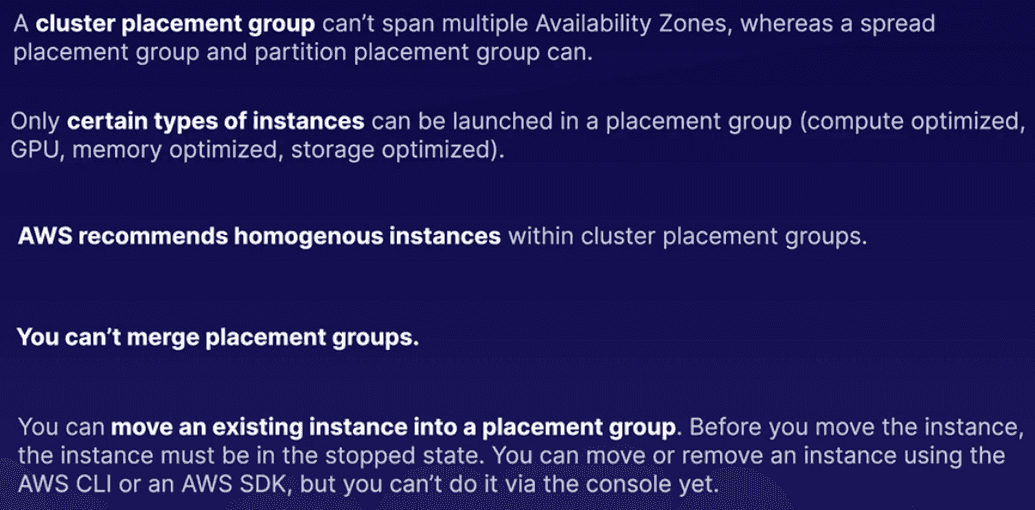 A cluster placement group can't span multiple Availability Zones, whereas a spread
placement group and partition placement group can.
Only certain types of instances can be launched in a placement group (compute optimized,
GPU, memory optimized, storage optimized).
AWS recommends homogenous instances within cluster placement groups.
You can't merge placement groups.
You can move an existing instance into a placement group. Before you move the instance,
the instance must be in the stopped state. You can move or remove an instance using the
AWS CLI or an AWS SDK, but you can't do it via the console yet.